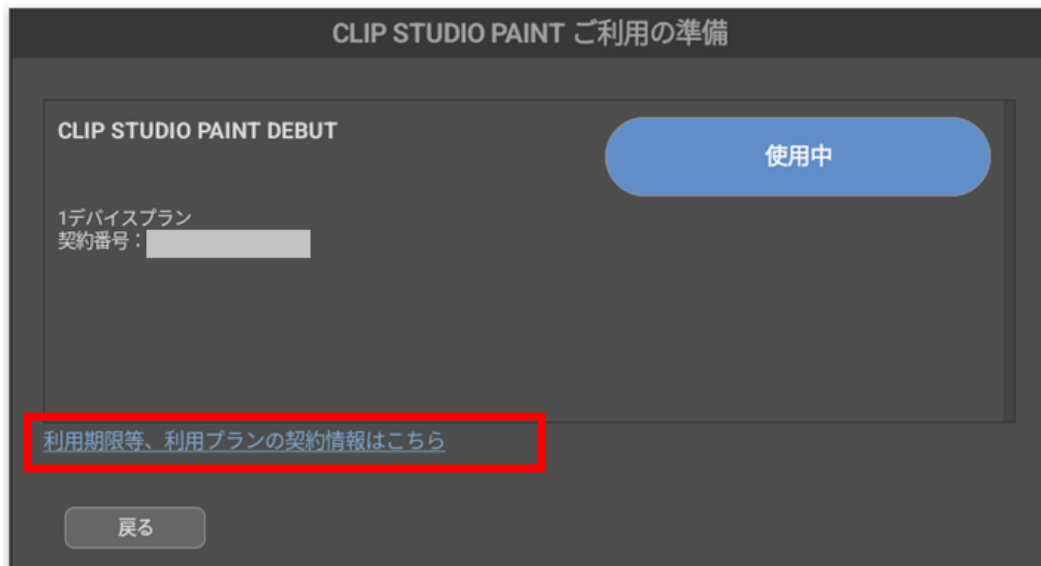 CLIP STUDIO PAINT ご利用の準備
CLIP STUDIO PAINT DEBUT
使用中
1デバイスプラン
契約番号：
利用期限等、利用プランの契約情報はこちら
戻る